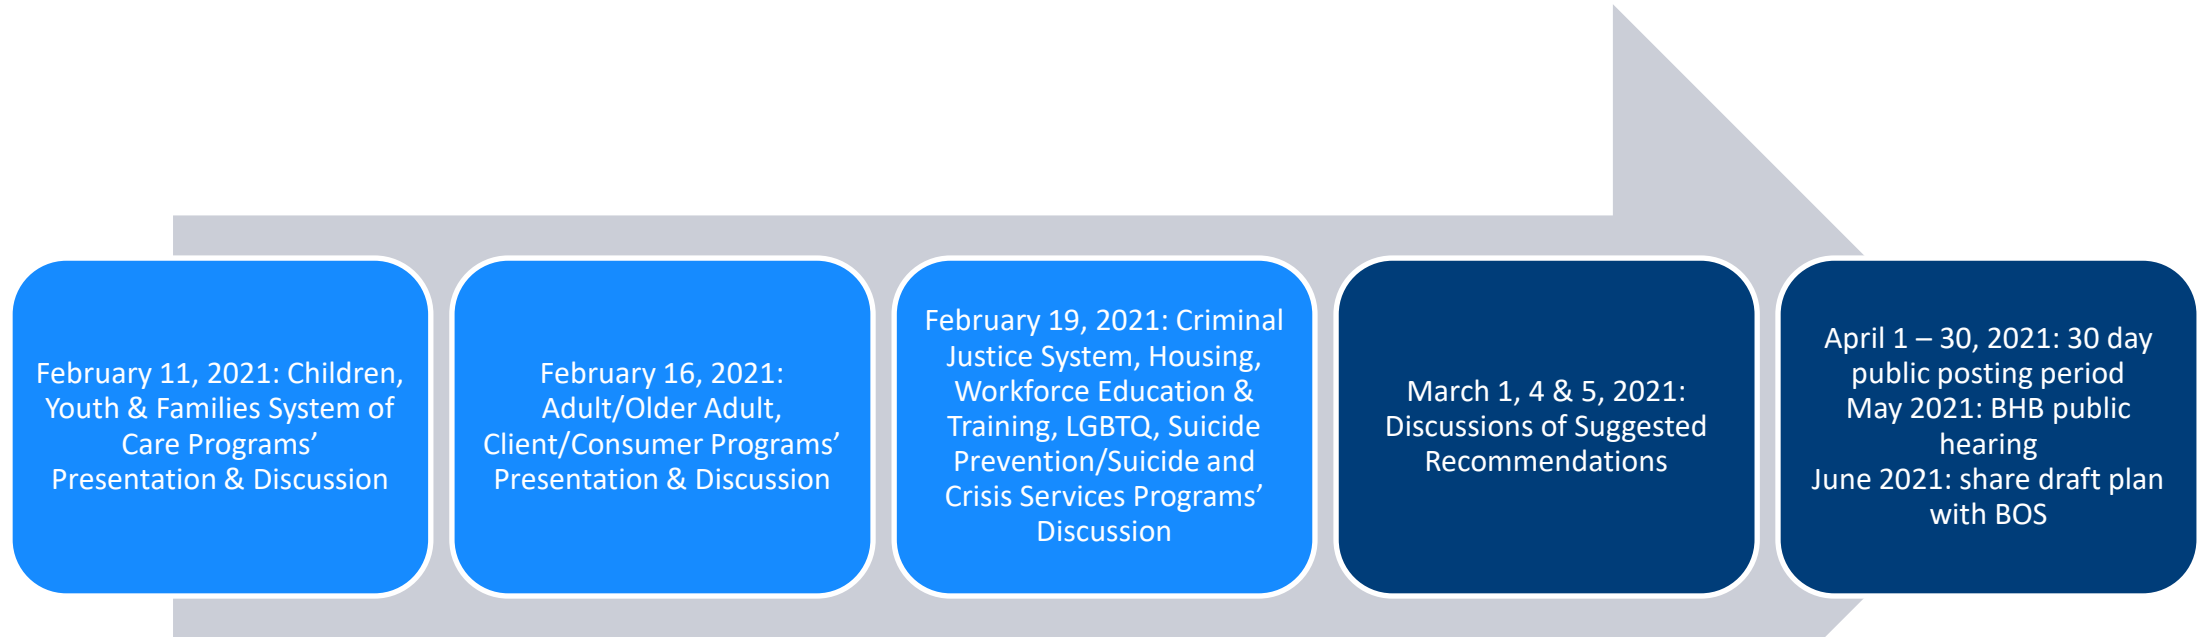 February 11, 2021: Children,
Youth & Families System of
Care Programs’
Presentation & Discussion
February 16, 2021:
Adult/Older Adult,
Client/Consumer Programs’
Presentation & Discussion
February 19, 2021: Criminal
Justice System, Housing,
Workforce Education &
Training, LGBTQ, Suicide
Prevention/Suicide and
Crisis Services Programs’
Discussion
March 1, 4 & 5, 2021:
Discussions of Suggested
Recommendations
April 1 – 30, 2021: 30 day
public posting period
May 2021: BHB public
hearing
June 2021: share draft plan
with BOS